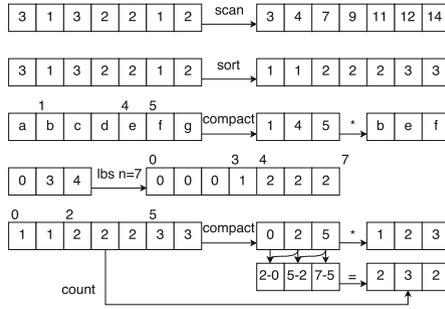 3 1 3 2 2 1 2 scan 3 4 7 9 11 12 14
3 1 3 2 2 1 2 sort 1 1 2 2 2 3 3
1 4 5
a b c d e f g compact 1 4 5 * b e f
0 3 4 7
0 3 4 lbs n=7 0 0 0 1 2 2 2
0 2 5
1 1 2 2 2 3 3 compact 0 2 5 * 1 2 3
2-0 5-2 7-5 = 2 3 2
count